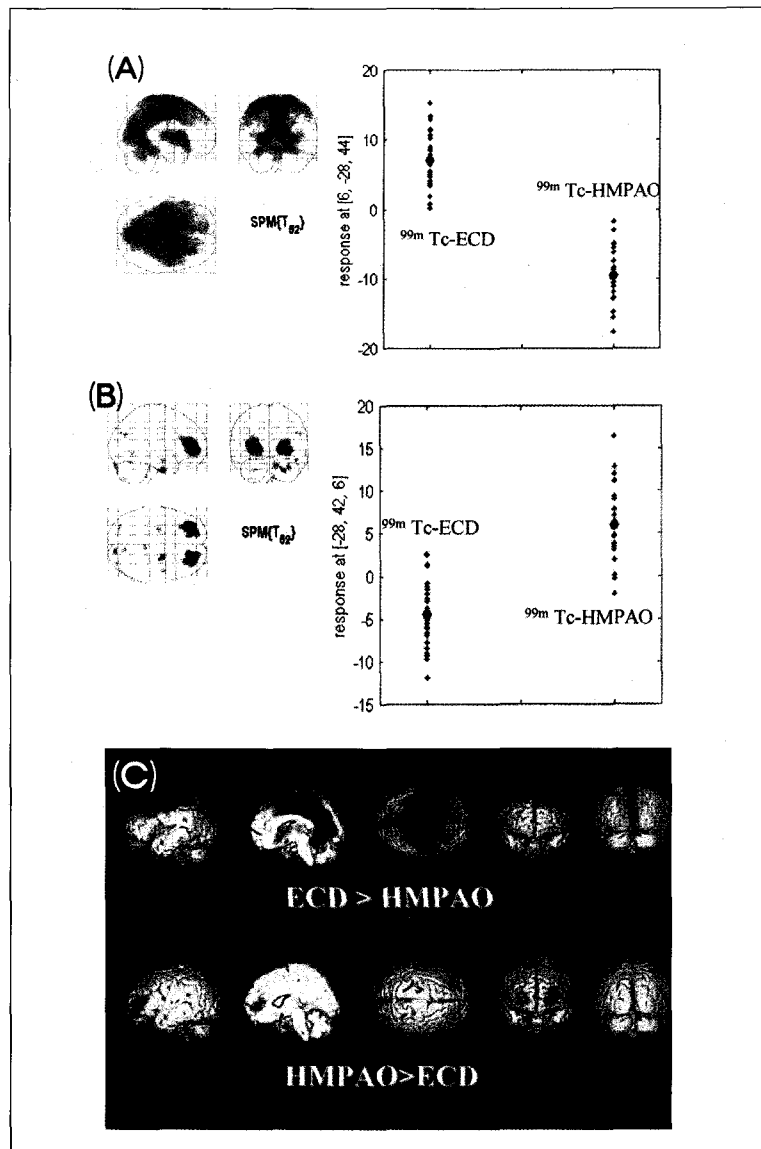 (A)
SPM{T₈₂}
response at [6, -28, 44]
20
10
0
-10
-20
⁹⁹ᵐ Tc-ECD
⁹⁹ᵐ Tc-HMPAO
(B)
SPM{T₈₂}
response at [-28, 42, 6]
20
15
10
5
0
-5
-10
-15
⁹⁹ᵐ Tc-ECD
⁹⁹ᵐ Tc-HMPAO
(C)
ECD > HMPAO
HMPAO>ECD